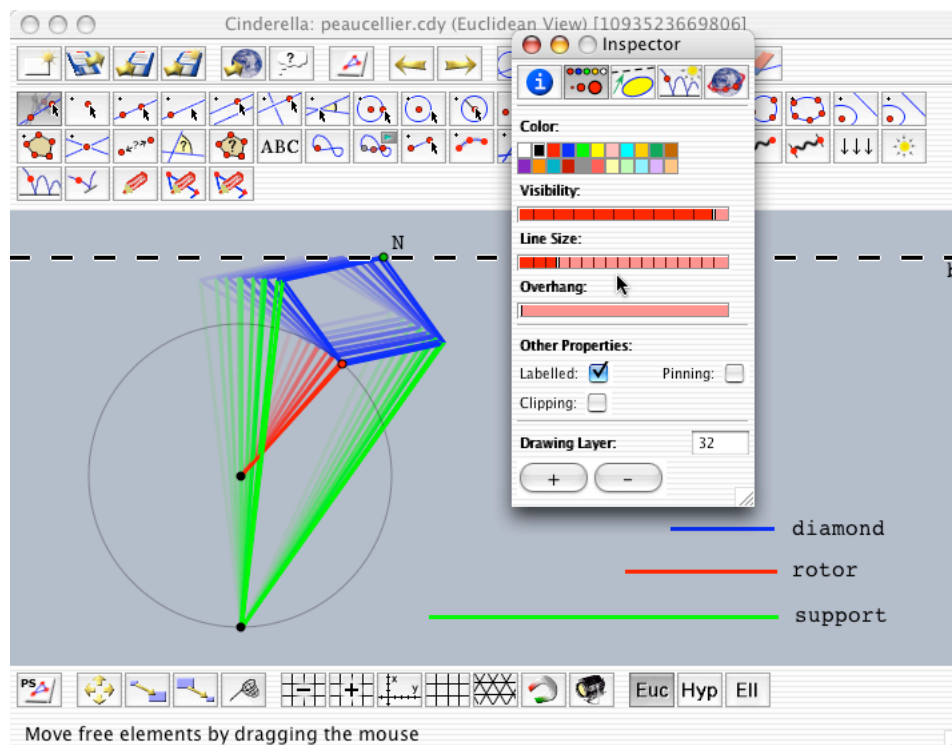 Cinderella: peaucellier.cdy (Euclidean View) [1093523669806]
Inspector
Color:
ABC
Visibility:
Line Size:
N
Overhang:
Other Properties:
Labelled:
Pinning:
Clipping:
Drawing Layer:
32
+
-
diamond
rotor
support
PS
x
y
Euc
Hyp
Ell
Move free elements by dragging the mouse